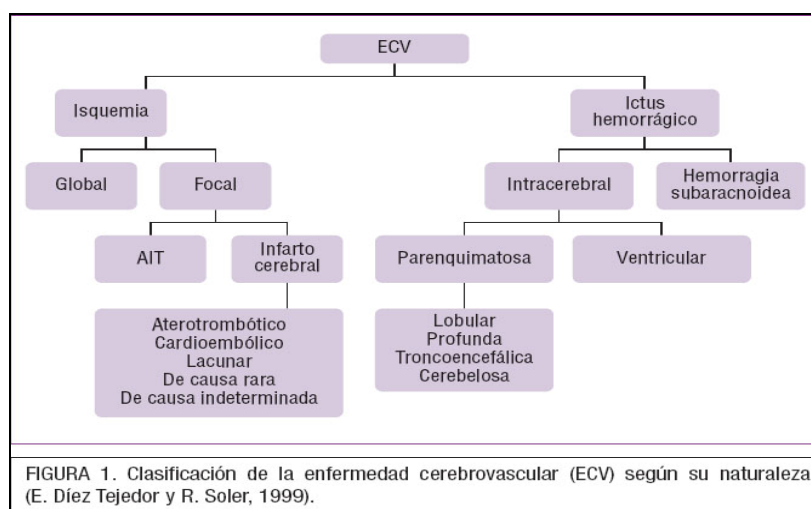 ECV
Isquemia
Ictus
hemorrágico
Global
Focal
Intracerebral
Hemorragia
subaracnoidea
AIT
Infarto
cerebral
Parenquimatosa
Ventricular
Aterotrombótico
Cardioembólico
Lacunar
De causa rara
De causa indeterminada
Lobular
Profunda
Troncoencefálica
Cerebelosa
FIGURA 1. Clasificación de la enfermedad cerebrovascular (ECV) según su naturaleza
(E. Díez Tejedor y R. Soler, 1999).